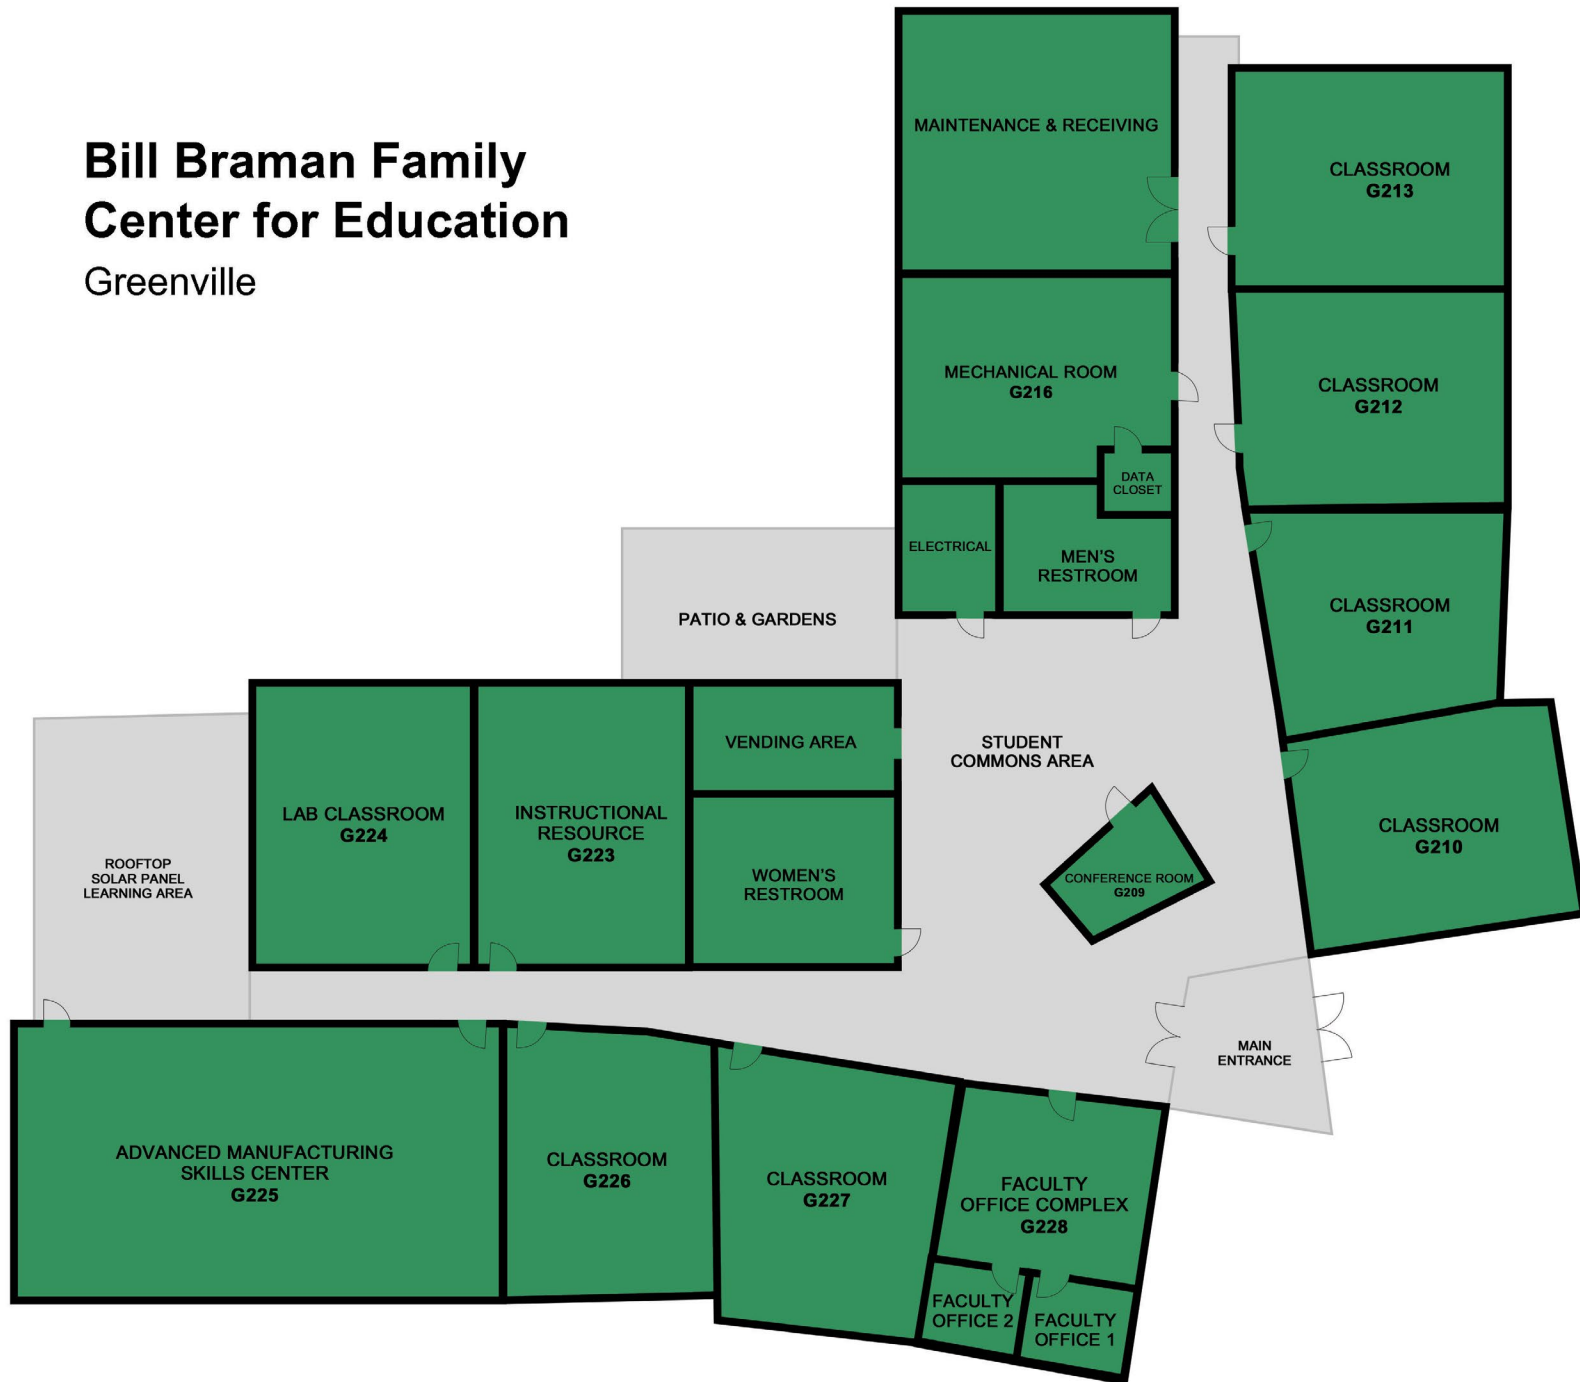 Bill Braman Family
Center for Education
Greenville
MAINTENANCE & RECEIVING
CLASSROOM
G213
MECHANICAL ROOM
G216
CLASSROOM
G212
DATA
CLOSET
ELECTRICAL
MEN'S
RESTROOM
CLASSROOM
G211
PATIO & GARDENS
VENDING AREA
STUDENT
COMMONS AREA
LAB CLASSROOM
G224
INSTRUCTIONAL
RESOURCE
G223
CLASSROOM
G210
ROOFTOP
SOLAR PANEL
LEARNING AREA
WOMEN'S
RESTROOM
CONFERENCE ROOM
G209
MAIN
ENTRANCE
ADVANCED MANUFACTURING
SKILLS CENTER
G225
CLASSROOM
G226
CLASSROOM
G227
FACULTY
OFFICE COMPLEX
G228
FACULTY
OFFICE 2
FACULTY
OFFICE 1